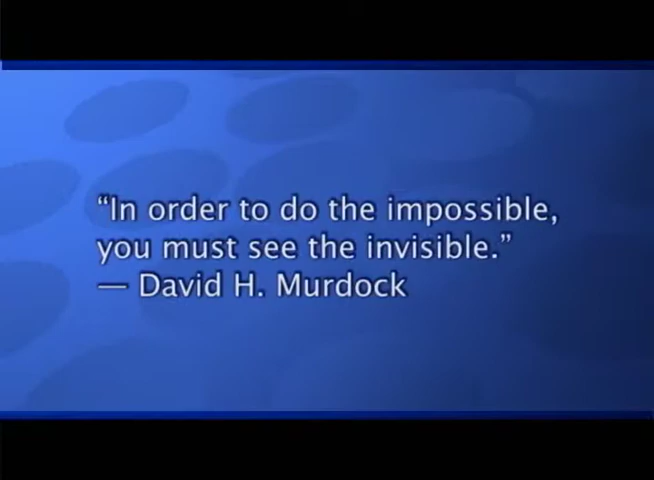 “In order to do the impossible,
you must see the invisible.”
— David H. Murdock